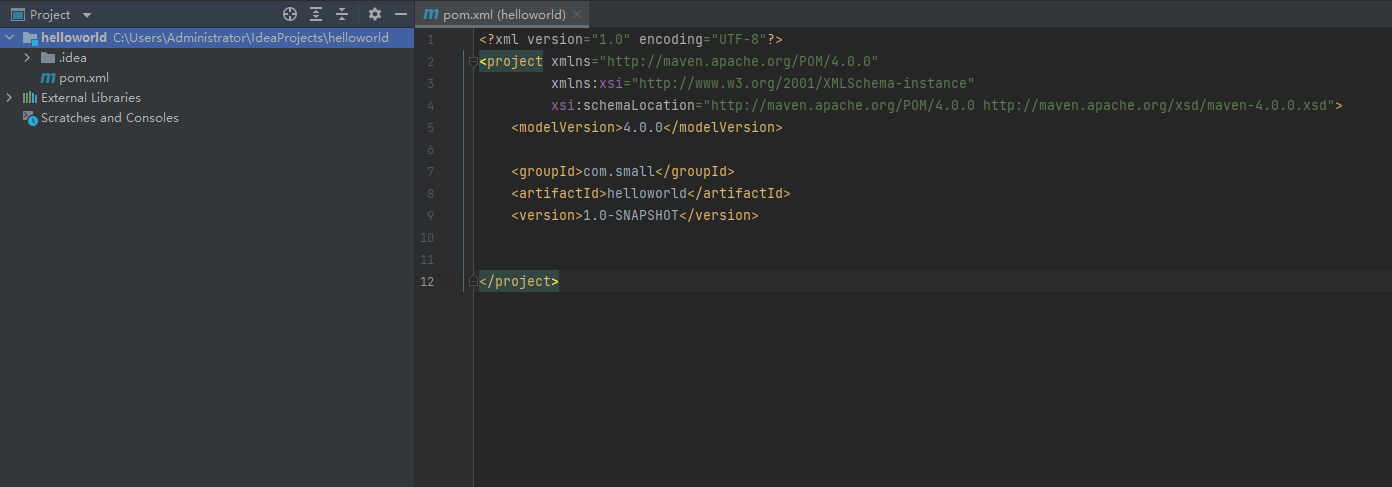 Project
helloworld C:\Users\Administrator\IdeaProjects\helloworld
.idea
pom.xml
External Libraries
Scratches and Consoles
pom.xml (helloworld)
1 <?xml version="1.0" encoding="UTF-8"?>
2 <project xmlns="http://maven.apache.org/POM/4.0.0"
3 xmlns:xsi="http://www.w3.org/2001/XMLSchema-instance"
4 xsi:schemaLocation="http://maven.apache.org/POM/4.0.0 http://maven.apache.org/xsd/maven-4.0.0.xsd">
5 <modelVersion>4.0.0</modelVersion>
6
7 <groupId>com.small</groupId>
8 <artifactId>helloworld</artifactId>
9 <version>1.0-SNAPSHOT</version>
10
11
12 </project>